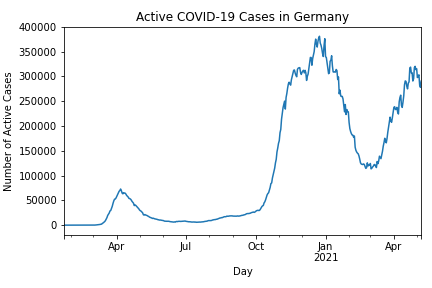 Active COVID-19 Cases in Germany
Number of Active Cases
400000
350000
300000
250000
200000
150000
100000
50000
0
Apr Jul Oct Jan Apr
2021
Day